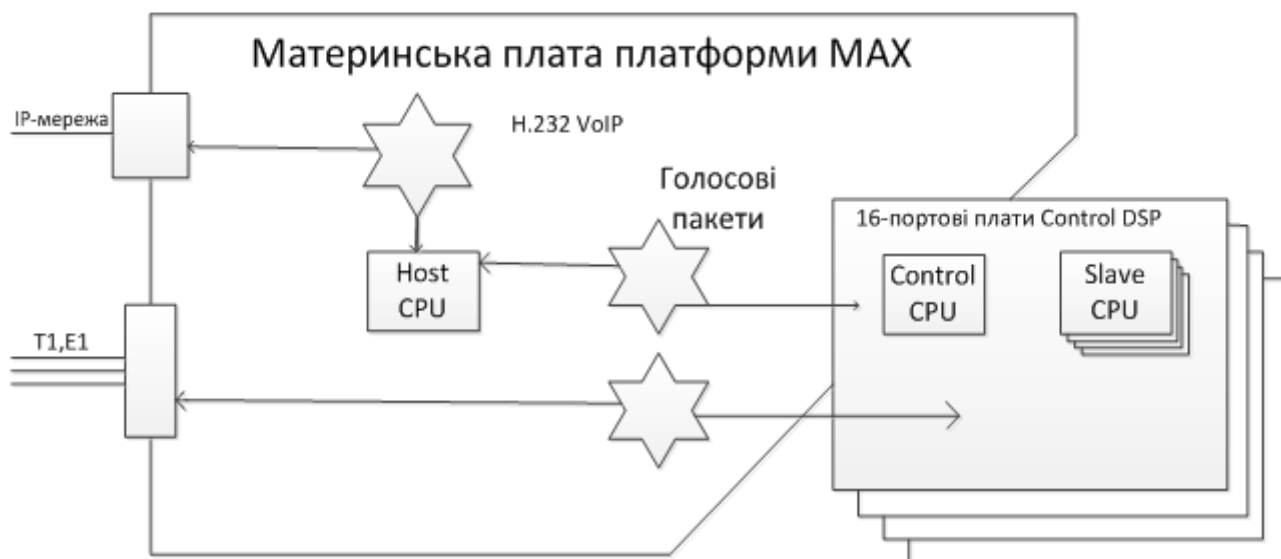 Материнська плата платформи MAX
IP-мережа
H.232 VoIP
Голосові
пакети
16-портові плати Control DSP
Host
CPU
Control
CPU
Slave
CPU
T1,E1